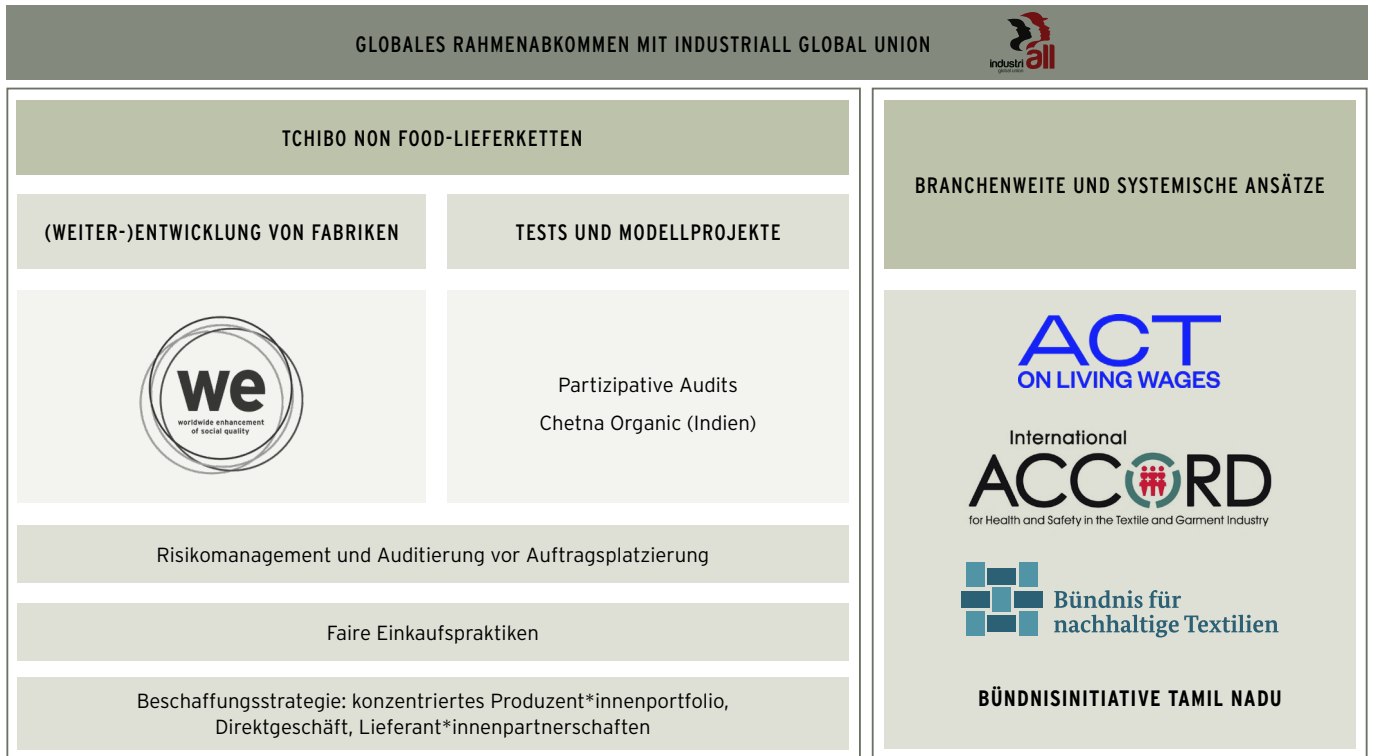 GLOBALES RAHMENABKOMMEN MIT INDUSTRIALL GLOBAL UNION
industri all
global union
TCHIBO NON FOOD-LIEFERKETTEN
(WEITER-)ENTWICKLUNG VON FABRIKEN
TESTS UND MODELLPROJEKTE
we
worldwide enhancement
of social quality
Partizipative Audits
Chetna Organic (Indien)
Risikomanagement und Auditierung vor Auftragsplatzierung
Faire Einkaufspraktiken
Beschaffungsstrategie: konzentriertes Produzent*innenportfolio,
Direktgeschäft, Lieferant*innenpartnerschaften
BRANCHENWEITE UND SYSTEMISCHE ANSÄTZE
ACT
ON LIVING WAGES
International
ACCORD
for Health and Safety in the Textile and Garment Industry
Bündnis für
nachhaltige Textilien
BÜNDNISINITIATIVE TAMIL NADU